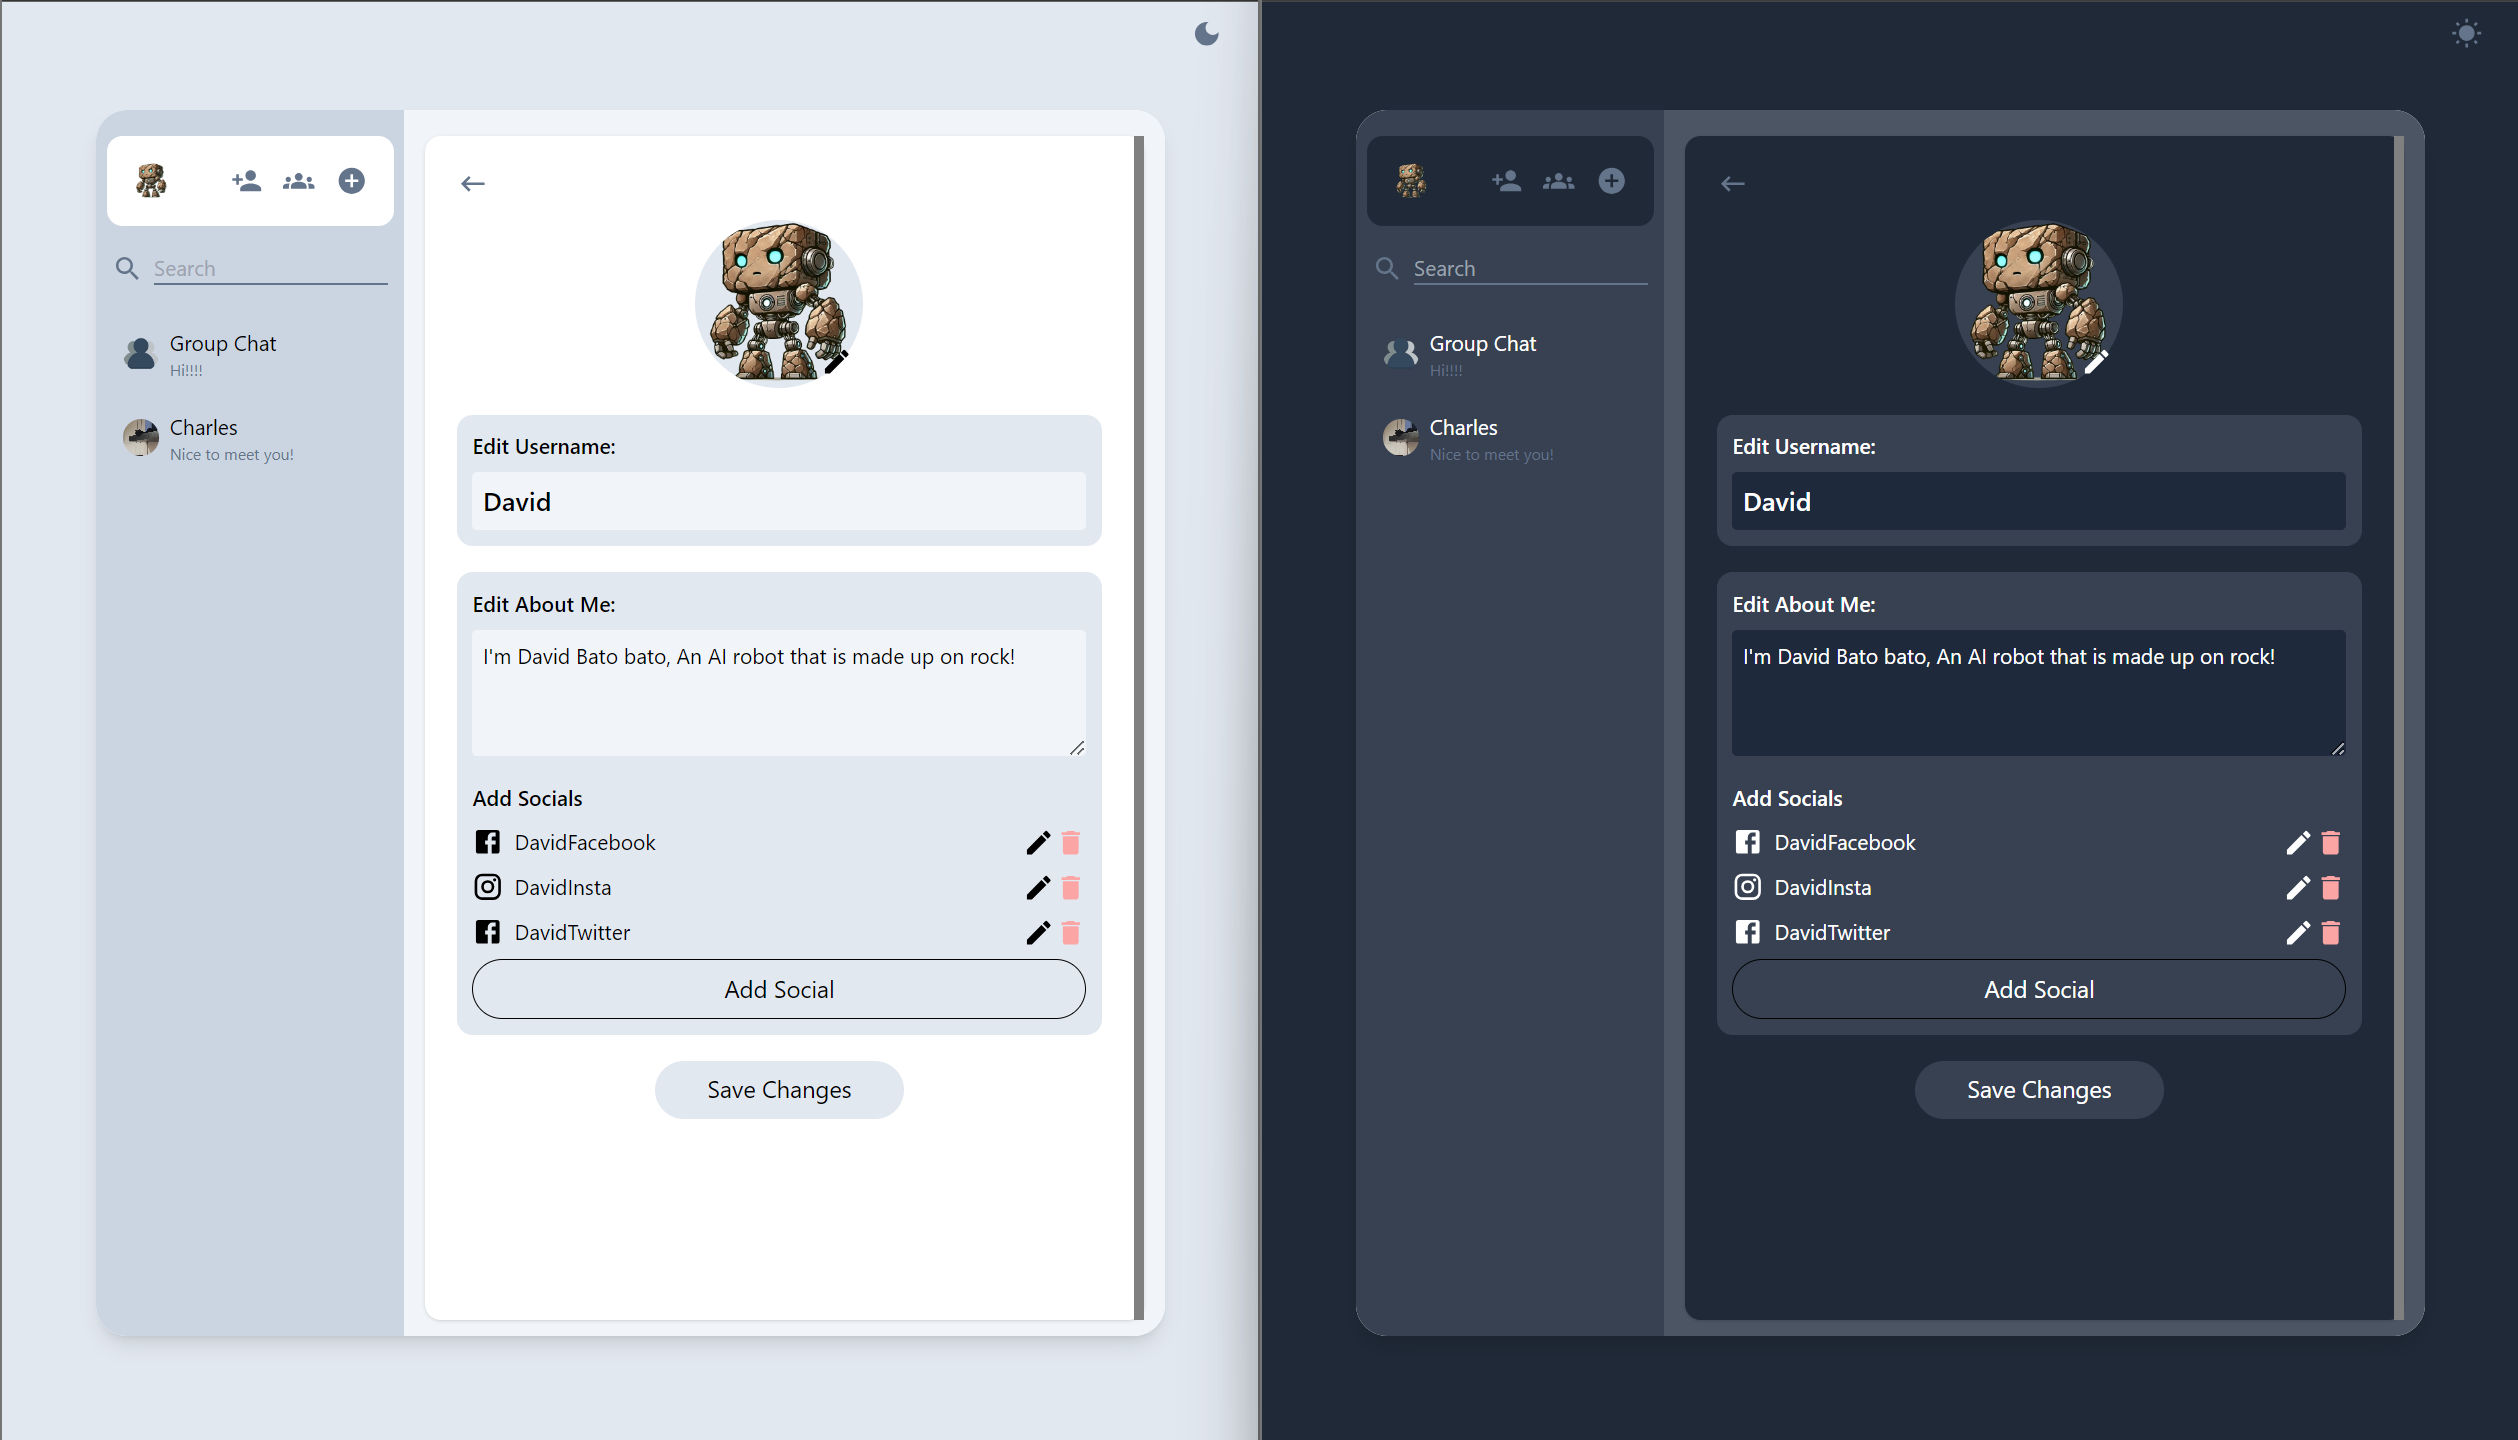 Search
Group Chat
Hi!!!!
Charles
Nice to meet you!
Edit Username:
David
Edit About Me:
I'm David Bato bato, An AI robot that is made up on rock!
Add Socials
DavidFacebook
DavidInsta
DavidTwitter
Add Social
Save Changes
Search
Group Chat
Hi!!!!
Charles
Nice to meet you!
Edit Username:
David
Edit About Me:
I'm David Bato bato, An AI robot that is made up on rock!
Add Socials
DavidFacebook
DavidInsta
DavidTwitter
Add Social
Save Changes